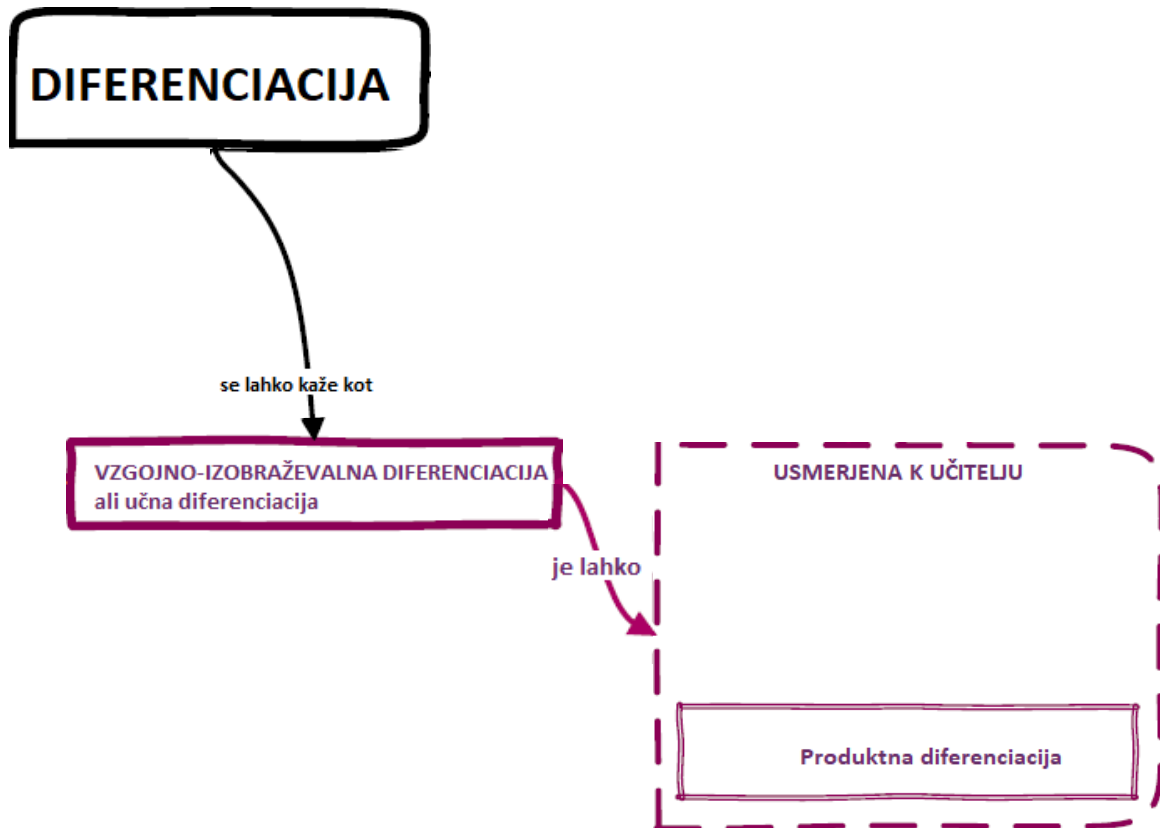 DIFERENCIACIJA
se lahko kaže kot
VZGOJNO-IZOBRAŽEVALNA DIFERENCIACIJA
ali učna diferenciacija
je lahko
USMERJENA K UČITELJU
Produktna diferenciacija